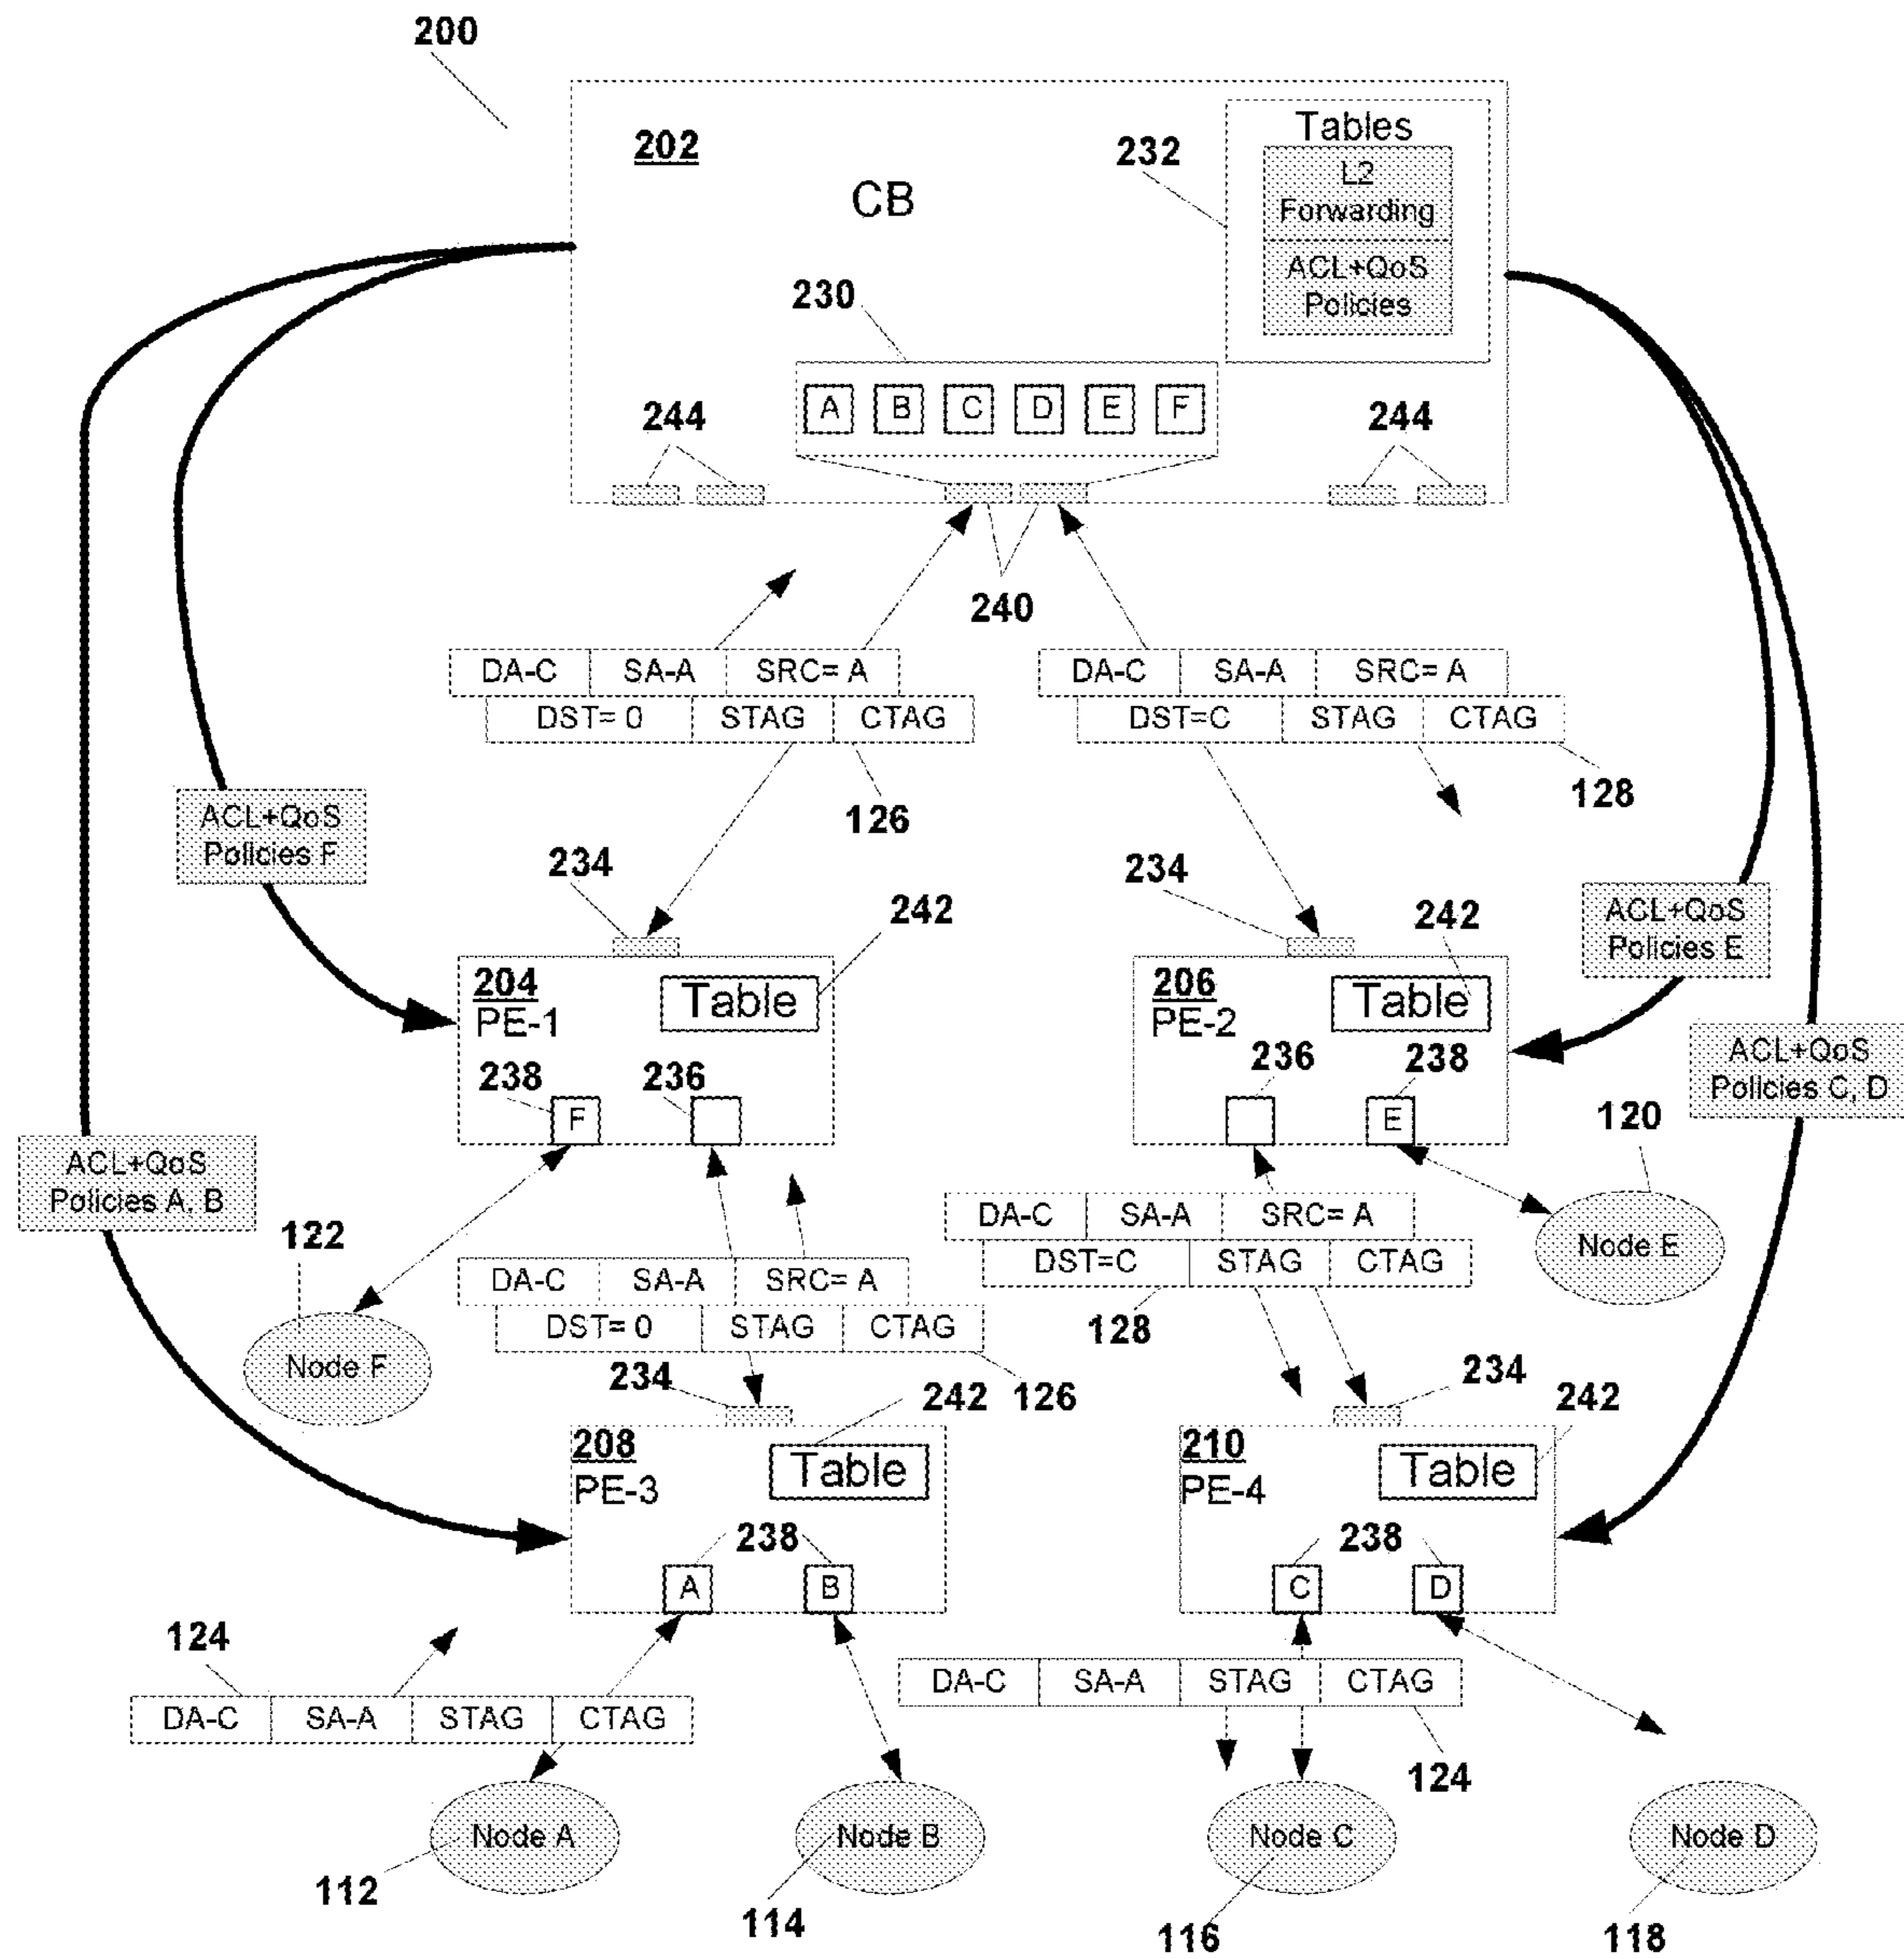 200
202
CB
232
Tables
L2
Forwarding
ACL+QoS
Policies
230
A B C D E F
244
244
240
DA-C SA-A SRC= A
DST= 0 STAG CTAG
126
DA-C SA-A SRC= A
DST=C STAG CTAG
128
ACL+QoS
Policies F
234
242
204
PE-1
Table
238
236
F
234
242
206
PE-2
Table
236
238
E
ACL+QoS
Policies E
ACL+QoS
Policies C, D
120
Node E
ACL+QoS
Policies A, B
122
Node F
DA-C SA-A SRC= A
DST= 0 STAG CTAG
126
DA-C SA-A SRC= A
DST=C STAG CTAG
128
234
242
208
PE-3
Table
238
A B
234
242
210
PE-4
Table
238
C D
124
DA-C SA-A STAG CTAG
DA-C SA-A STAG CTAG
124
Node A
112
Node B
114
Node C
116
Node D
118